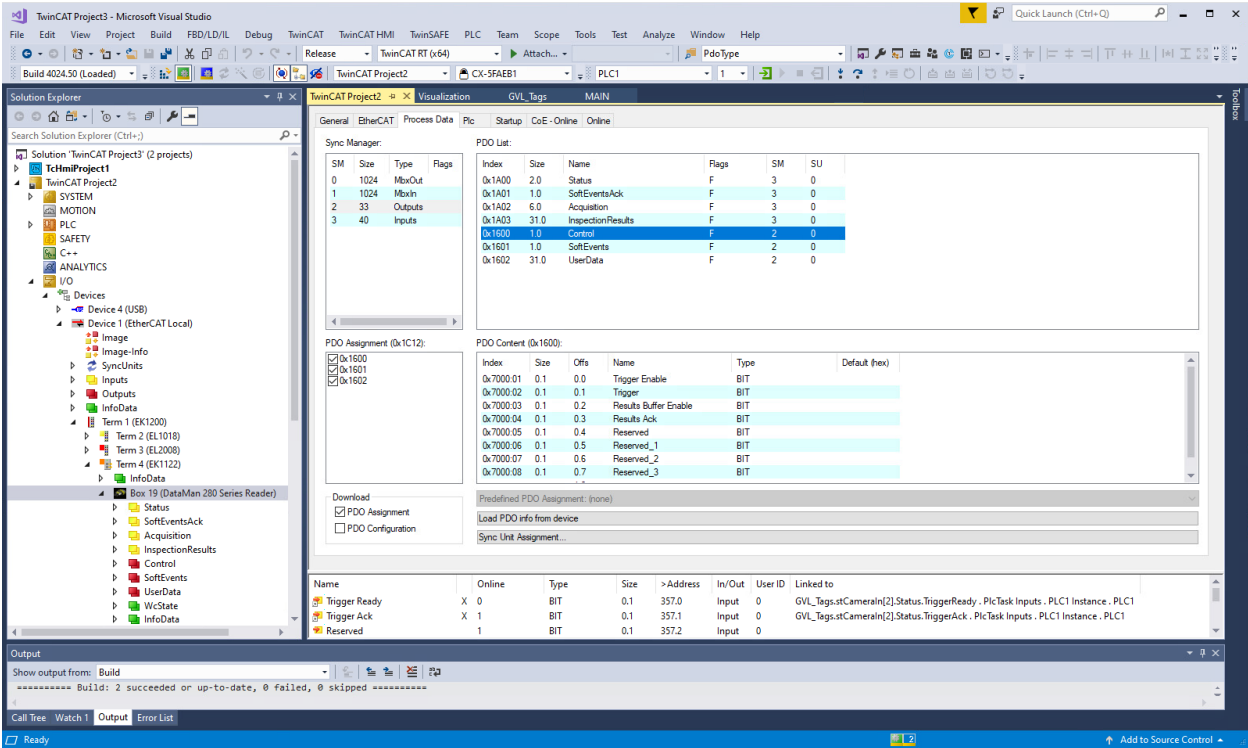 TwinCAT Project3 - Microsoft Visual Studio
Quick Launch (Ctrl+Q)
File Edit View Project Build FBD/LD/IL Debug TwinCAT TwinCAT HMI TwinSAFE PLC Team Scope Tools Test Analyze Window Help
Release TwinCAT RT (x64) Attach... PdoType
Build 4024.50 (Loaded) TwinCAT Project2 CX-5FAEB1 PLC1 1
Solution Explorer
Search Solution Explorer (Ctrl+;)
Solution 'TwinCAT Project3' (2 projects)
TcHmiProject1
TwinCAT Project2
SYSTEM
MOTION
PLC
SAFETY
C++
ANALYTICS
I/O
Devices
Device 4 (USB)
Device 1 (EtherCAT Local)
Image
Image-Info
SyncUnits
Inputs
Outputs
InfoData
Term 1 (EK1200)
Term 2 (EL1018)
Term 3 (EL2008)
Term 4 (EK1122)
InfoData
Box 19 (DataMan 280 Series Reader)
Status
SoftEventsAck
Acquisition
InspectionResults
Control
SoftEvents
UserData
WcState
InfoData
TwinCAT Project2 Visualization GVL_Tags MAIN
Toolbox
General EtherCAT Process Data Plc Startup CoE - Online Online
Sync Manager:
SM Size Type Flags
0 1024 MbxOut
1 1024 MbxIn
2 33 Outputs
3 40 Inputs
PDO List:
Index Size Name Flags SM SU
0x1A00 2.0 Status F 3 0
0x1A01 1.0 SoftEventsAck F 3 0
0x1A02 6.0 Acquisition F 3 0
0x1A03 31.0 InspectionResults F 3 0
0x1600 1.0 Control F 2 0
0x1601 1.0 SoftEvents F 2 0
0x1602 31.0 UserData F 2 0
PDO Assignment (0x1C12):
0x1600
0x1601
0x1602
PDO Content (0x1600):
Index Size Offs Name Type Default (hex)
0x7000:01 0.1 0.0 Trigger Enable BIT
0x7000:02 0.1 0.1 Trigger BIT
0x7000:03 0.1 0.2 Results Buffer Enable BIT
0x7000:04 0.1 0.3 Results Ack BIT
0x7000:05 0.1 0.4 Reserved BIT
0x7000:06 0.1 0.5 Reserved_1 BIT
0x7000:07 0.1 0.6 Reserved_2 BIT
0x7000:08 0.1 0.7 Reserved_3 BIT
Download
PDO Assignment
PDO Configuration
Predefined PDO Assignment: (none)
Load PDO info from device
Sync Unit Assignment...
Name Online Type Size >Address In/Out User ID Linked to
Trigger Ready X 0 BIT 0.1 357.0 Input 0 GVL_Tags.stCameraIn[2].Status.TriggerReady . PlcTask Inputs . PLC1 Instance . PLC1
Trigger Ack X 1 BIT 0.1 357.1 Input 0 GVL_Tags.stCameraIn[2].Status.TriggerAck . PlcTask Inputs . PLC1 Instance . PLC1
Reserved 1 BIT 0.1 357.2 Input 0
Output
Show output from: Build
========== Build: 2 succeeded or up-to-date, 0 failed, 0 skipped ==========
Call Tree Watch 1 Output Error List
Ready 2 Add to Source Control